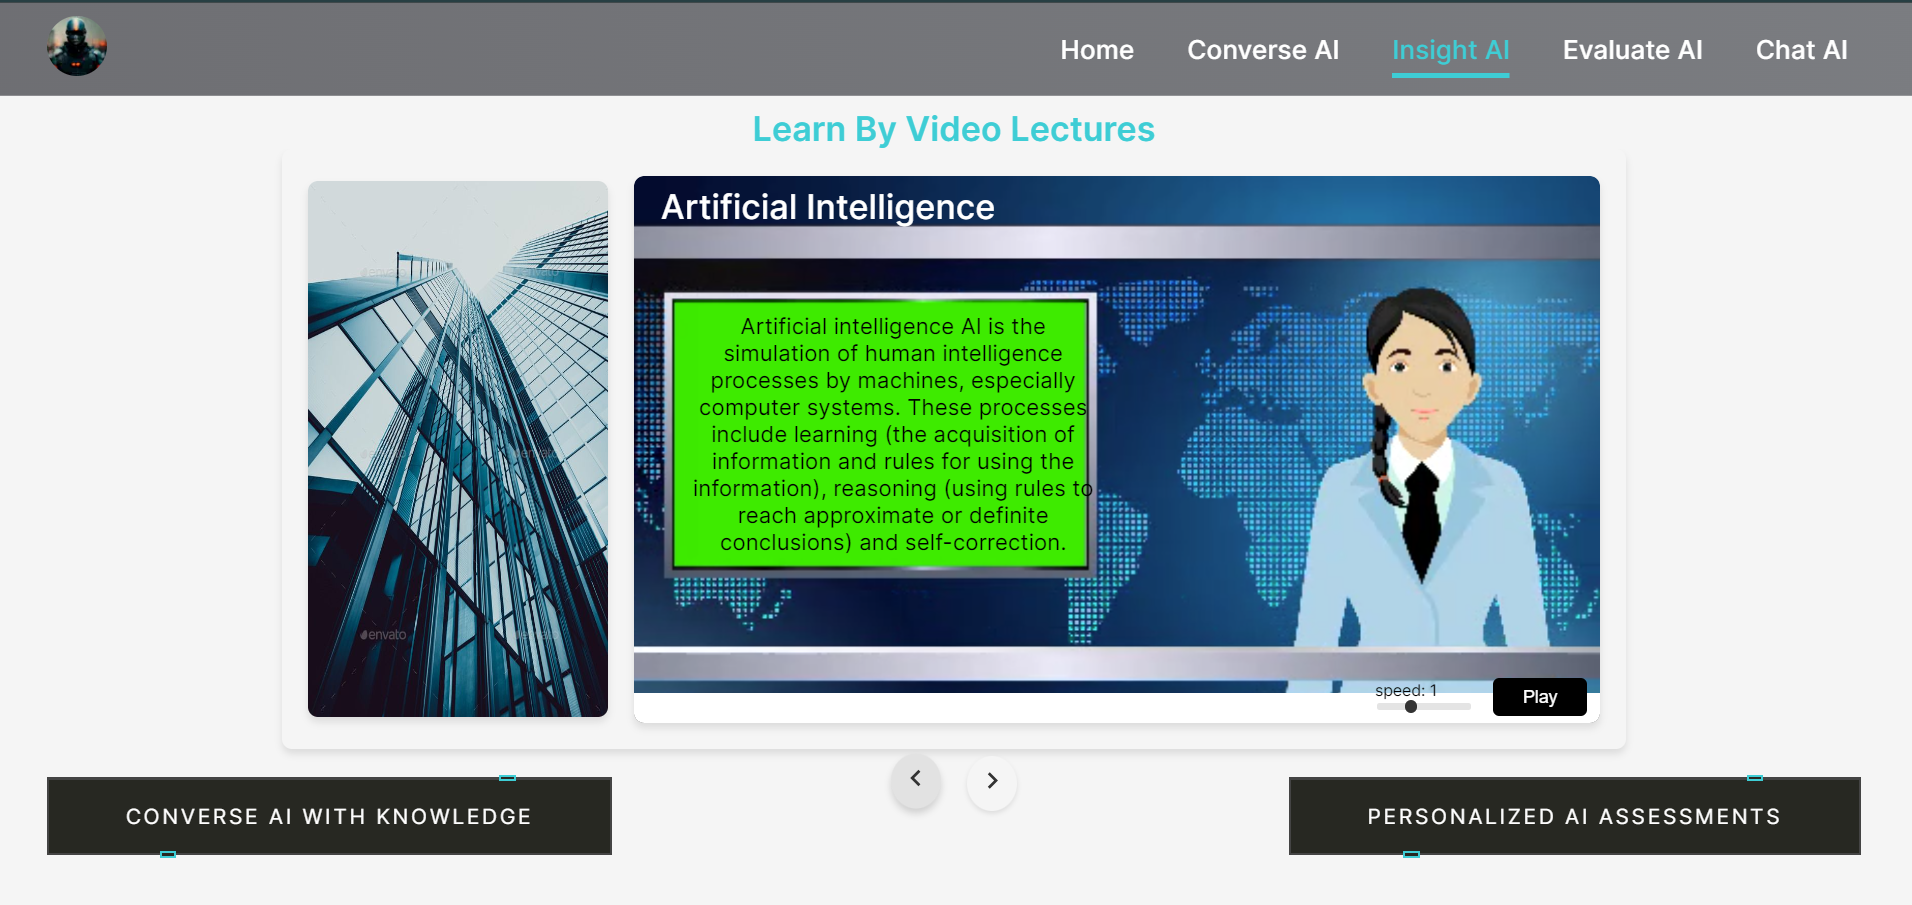 Home Converse AI Insight AI Evaluate AI Chat AI
Learn By Video Lectures
Artificial Intelligence
Artificial intelligence AI is the
simulation of human intelligence
processes by machines, especially
computer systems. These processes
include learning (the acquisition of
information and rules for using the
information), reasoning (using rules to
reach approximate or definite
conclusions) and self-correction.
envato
speed: 1
Play
CONVERSE AI WITH KNOWLEDGE
PERSONALIZED AI ASSESSMENTS